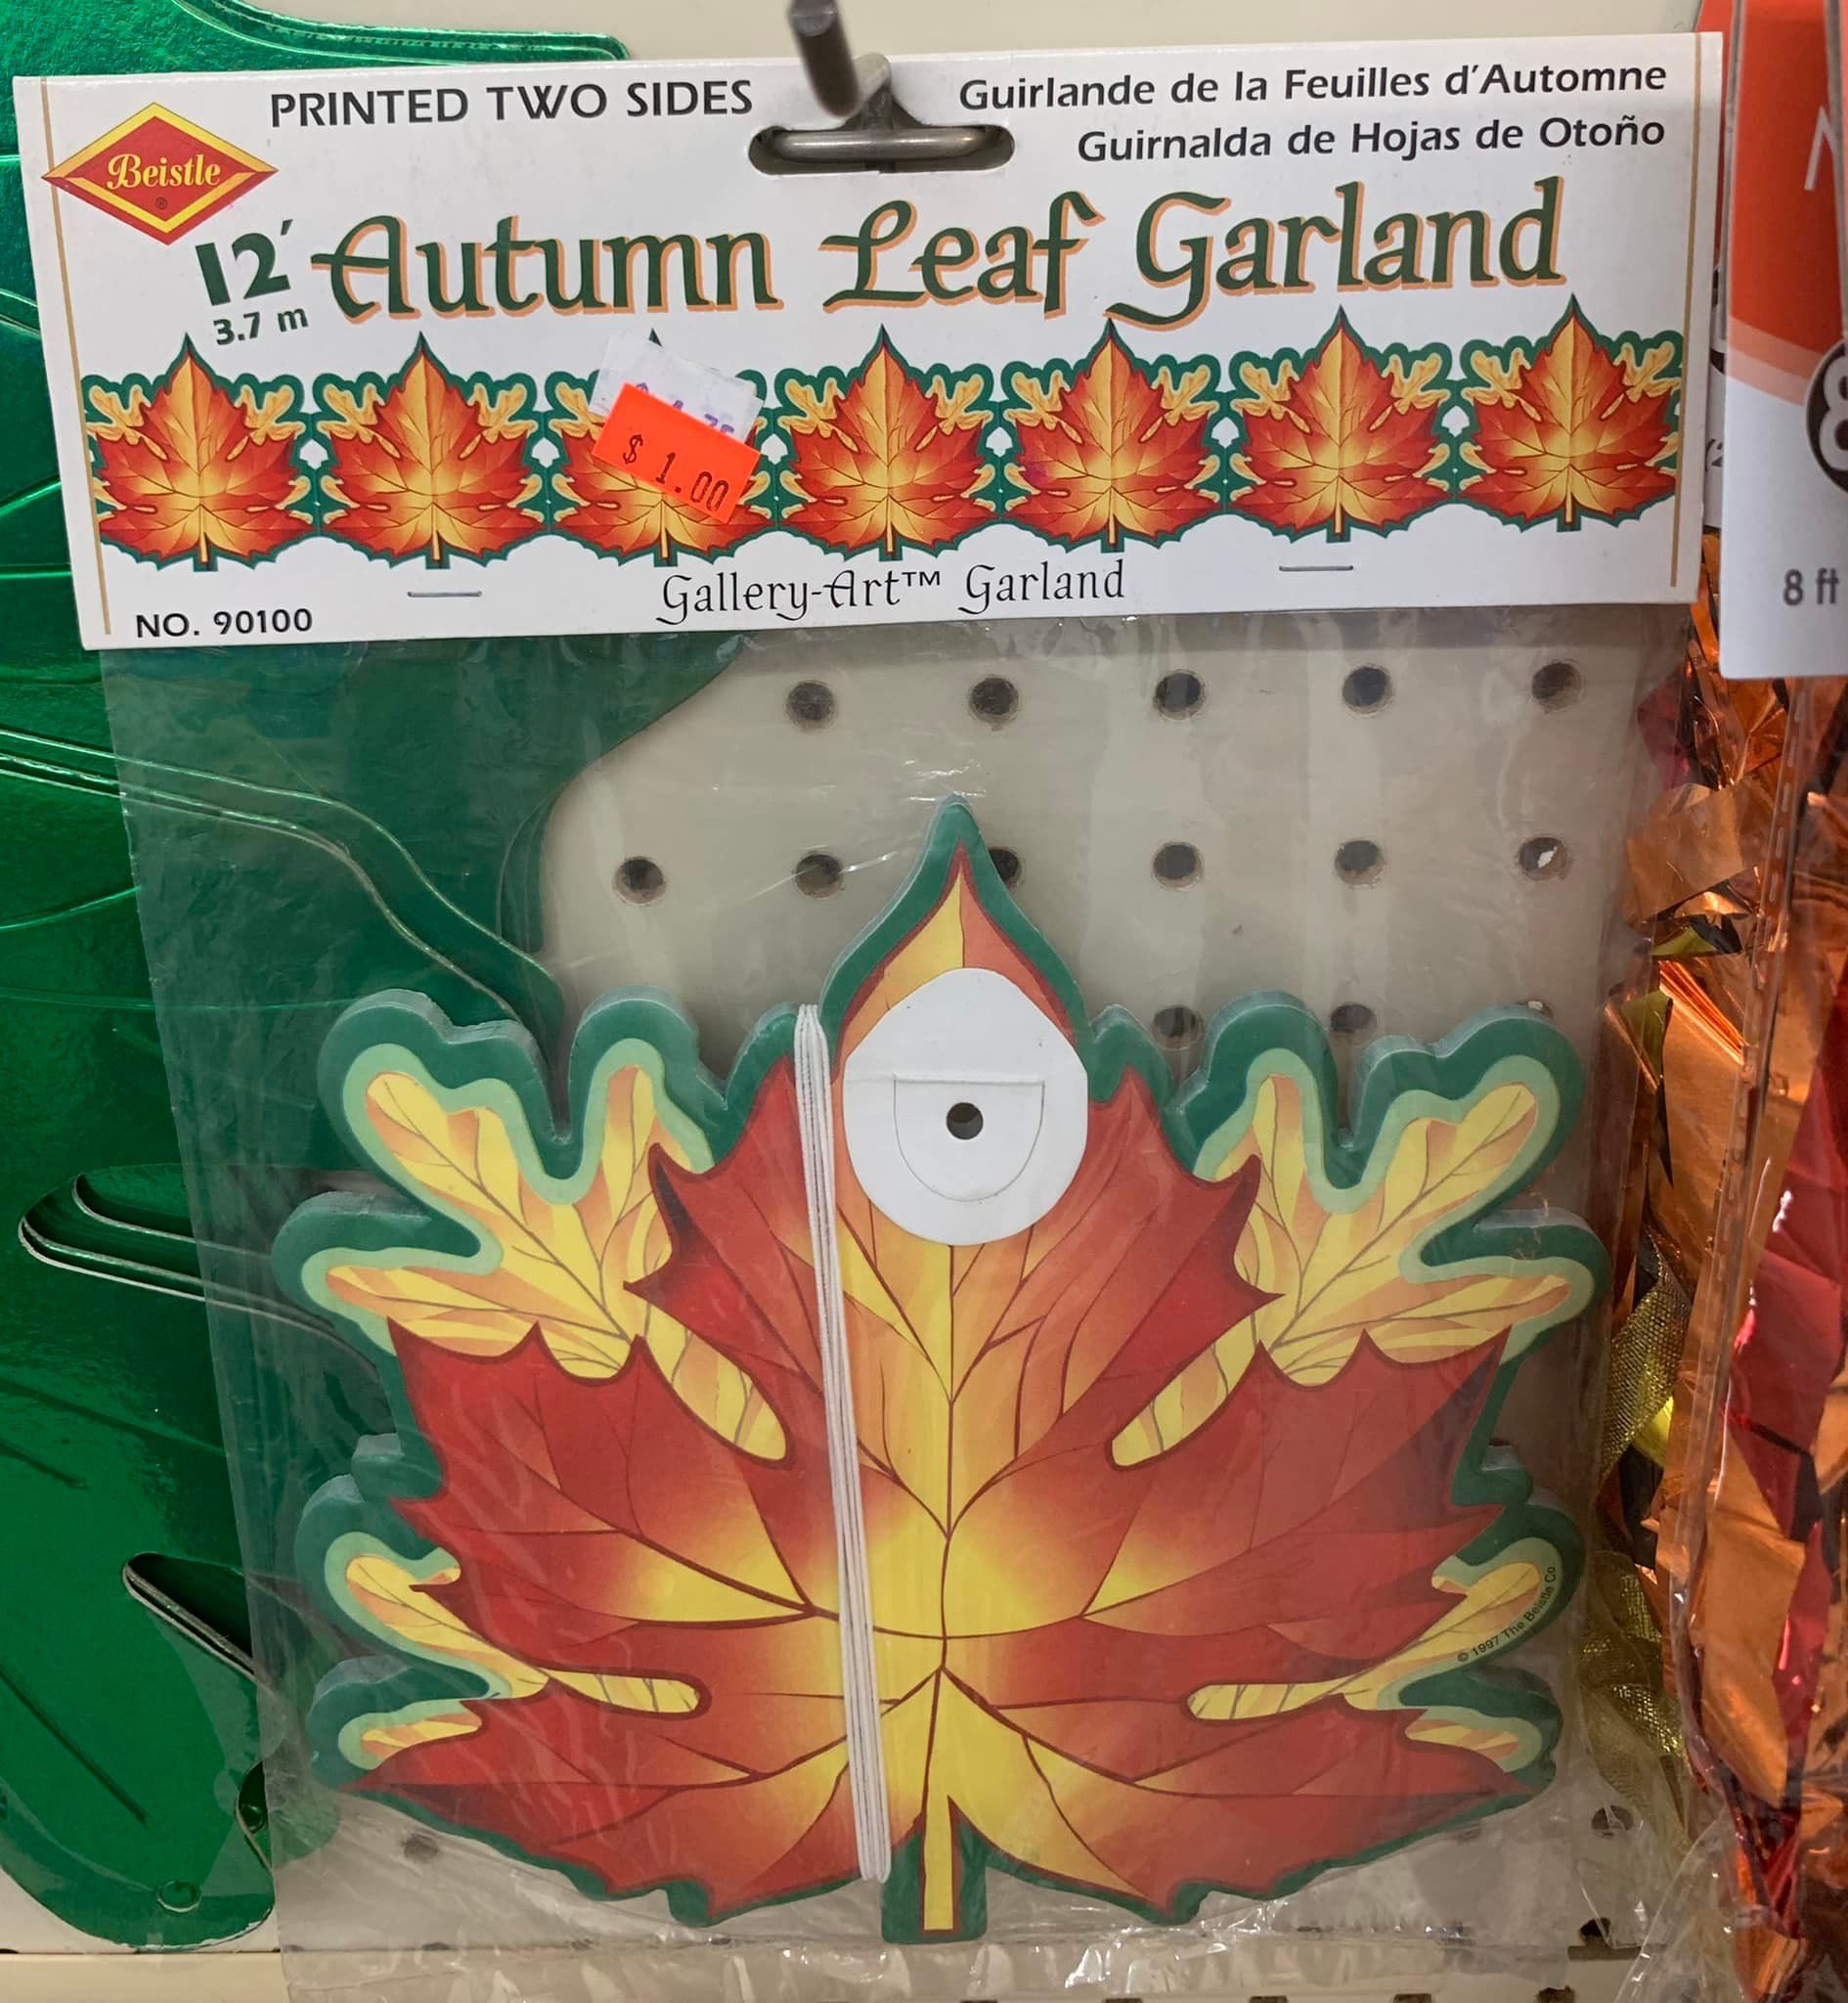 PRINTED TWO SIDES
Guirlande de la Feuilles d'Automne
Guirnalda de Hojas de Otoño
Beistle
®
12' Autumn Leaf Garland
3.7 m
$ 1.00
Gallery-Art™ Garland
NO. 90100
8 ft
© 1997 The Beistle Co